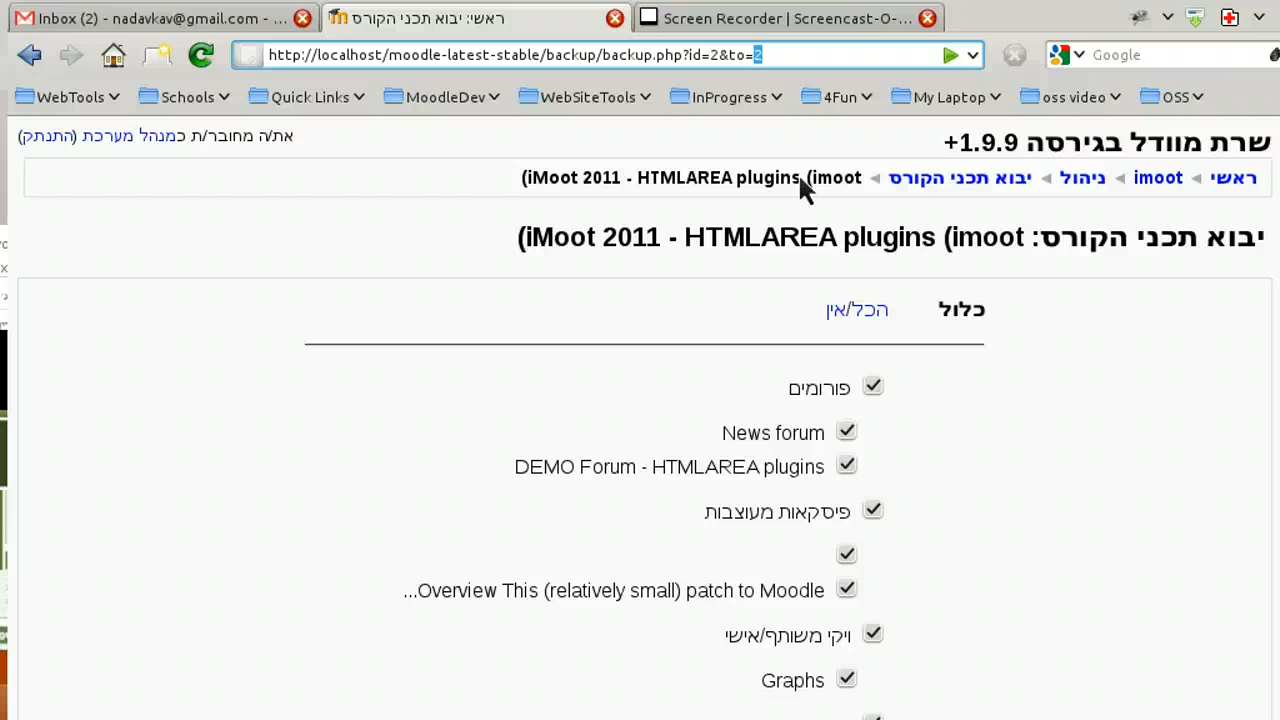 Inbox (2) - nadavkav@gmail.com - ...
ראשי: יבוא תכני הקורס
Screen Recorder | Screencast-O-...
http://localhost/moodle-latest-stable/backup/backup.php?id=2&to=2
Google
WebTools Schools Quick Links MoodleDev WebSiteTools InProgress 4Fun My Laptop oss video OSS
שרת מוודל בגירסה 1.9.9+
את/ה מחובר/ת כמנהל מערכת (התנתק)
ראשי ◄ imoot ◄ ניהול ◄ יבוא תכני הקורס ◄ iMoot 2011 - HTMLAREA plugins (imoot)
יבוא תכני הקורס: iMoot 2011 - HTMLAREA plugins (imoot)
כלול
הכל/אין
פורומים
News forum
DEMO Forum - HTMLAREA plugins
פיסקאות מעוצבות
Overview This (relatively small) patch to Moodle...
ויקי משותף/אישי
Graphs